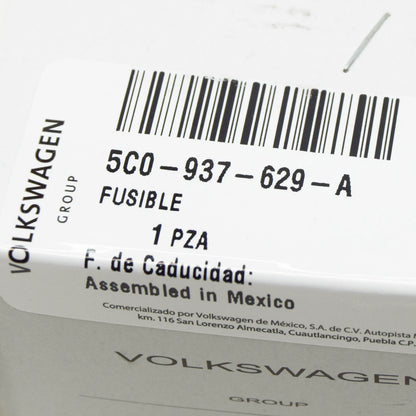 VOLKSWAGEN
GROUP
5C0-937-629-A
FUSIBLE
1 PZA
F. de Caducidad:
Assembled in Mexico
Comercializado por Volkswagen de México, S.A. de C.V. Autopista
km. 116 San Lorenzo Almecatla, Cuautlancingo, Puebla C.P.
VOLKSWAGEN
GROUP